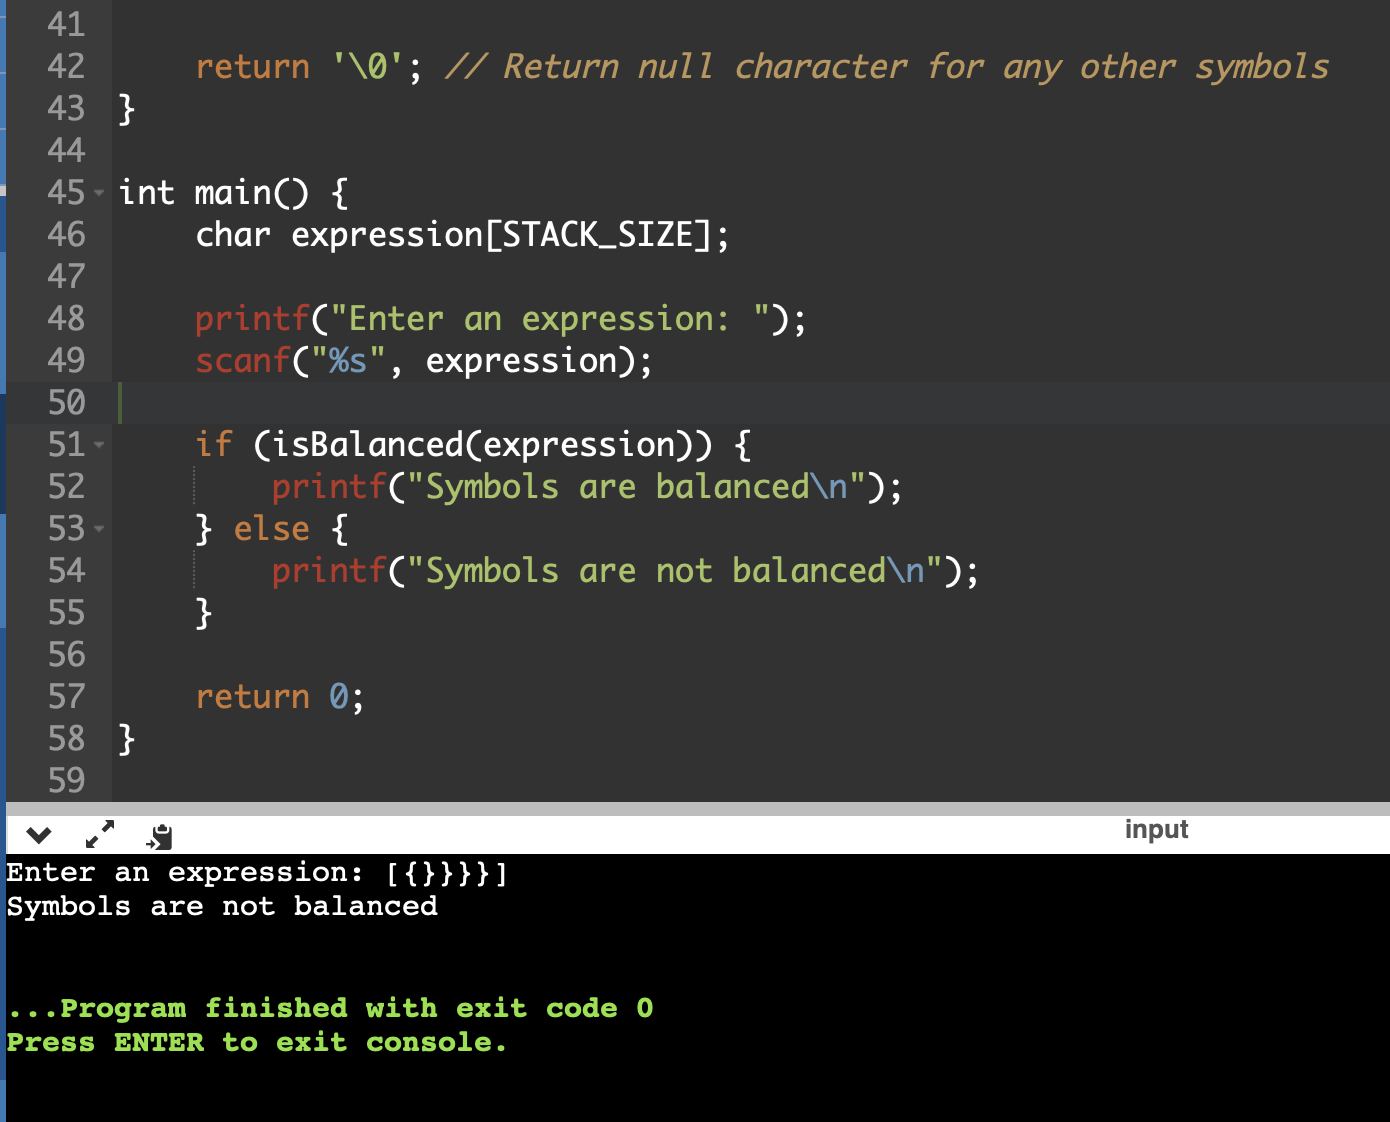 41
42 return '\0'; // Return null character for any other symbols
43 }
44
45 int main() {
46 char expression[STACK_SIZE];
47
48 printf("Enter an expression: ");
49 scanf("%s", expression);
50
51 if (isBalanced(expression)) {
52 printf("Symbols are balanced\n");
53 } else {
54 printf("Symbols are not balanced\n");
55 }
56
57 return 0;
58 }
59
input
Enter an expression: [{}}}}]
Symbols are not balanced
...Program finished with exit code 0
Press ENTER to exit console.